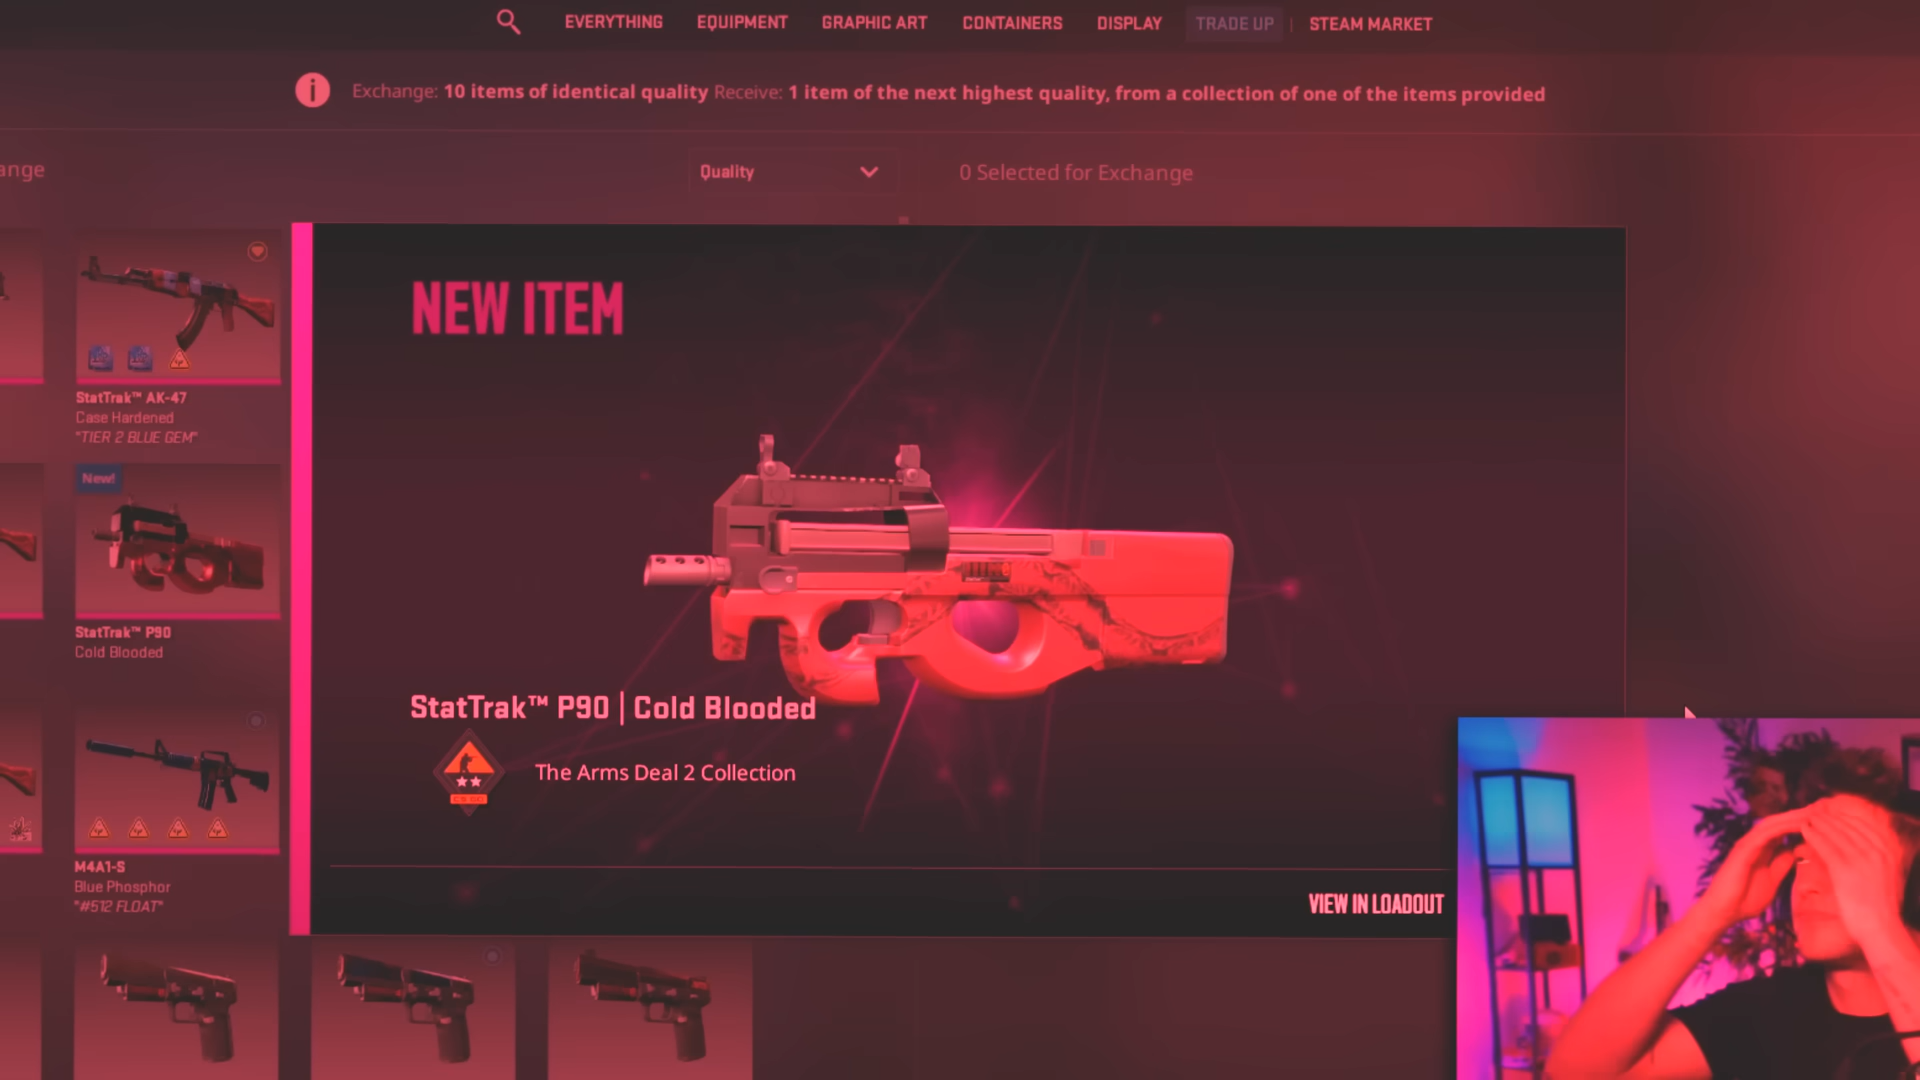 EVERYTHING EQUIPMENT GRAPHIC ART CONTAINERS DISPLAY TRADE UP | STEAM MARKET
Exchange: 10 items of identical quality Receive: 1 item of the next highest quality, from a collection of one of the items provided
ange
Quality
0 Selected for Exchange
NEW ITEM
StatTrak™ AK-47
Case Hardened
"TIER 2 BLUE GEM"
New!
StatTrak™ P90
Cold Blooded
StatTrak™ P90 | Cold Blooded
The Arms Deal 2 Collection
M4A1-S
Blue Phosphor
"#512 FLOAT"
VIEW IN LOADOUT